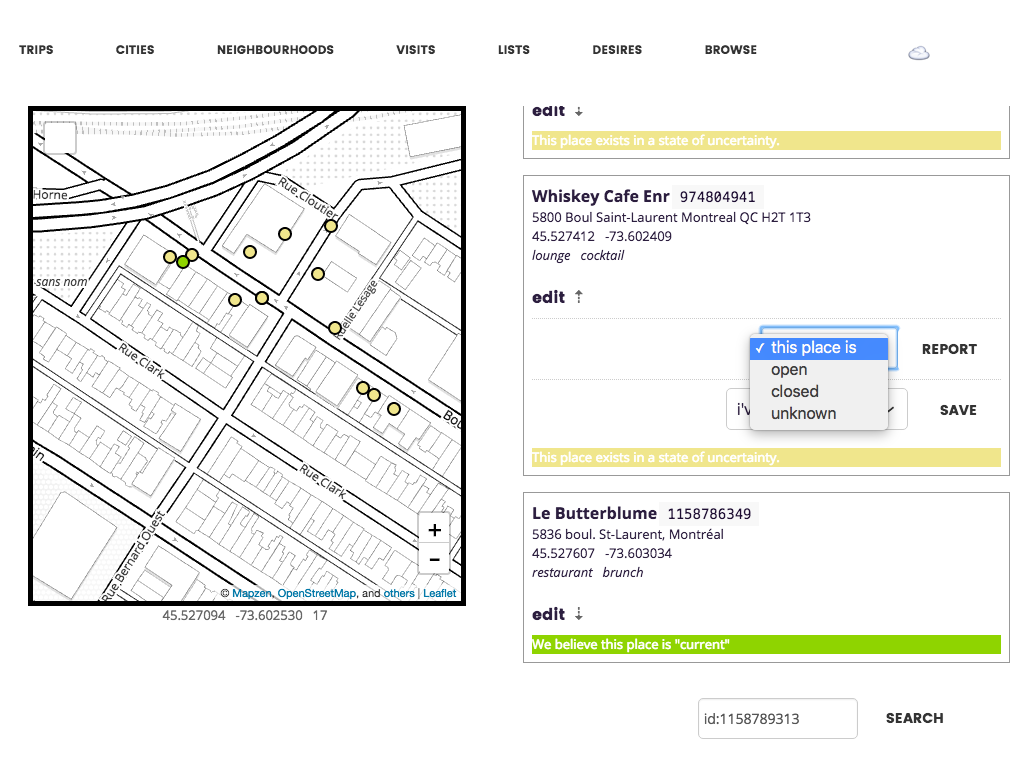 TRIPS CITIES NEIGHBOURHOODS VISITS LISTS DESIRES BROWSE
Horne
Rue Cloutier
sans nom
Ruelle Lesage
Rue Clark
Rue Clark
Rue Bernard Ouest
+
−
© Mapzen, OpenStreetMap, and others | Leaflet
45.527094 -73.602530 17
edit ⇣
This place exists in a state of uncertainty.
Whiskey Cafe Enr 974804941
5800 Boul Saint-Laurent Montreal QC H2T 1T3
45.527412 -73.602409
lounge cocktail
edit ⇡
✓ this place is
open
closed
unknown
REPORT
SAVE
This place exists in a state of uncertainty.
Le Butterblume 1158786349
5836 boul. St-Laurent, Montréal
45.527607 -73.603034
restaurant brunch
edit ⇣
We believe this place is "current"
id:1158789313 SEARCH